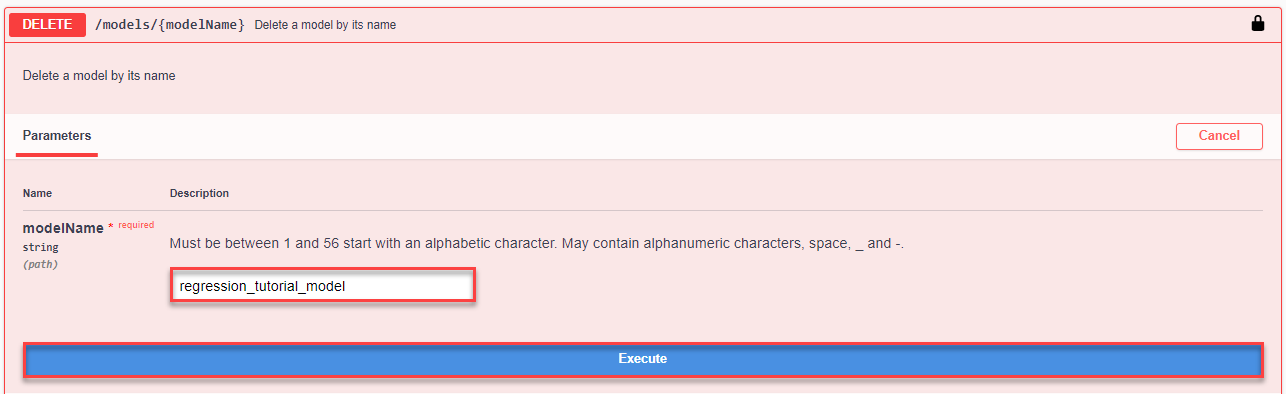 DELETE /models/{modelName} Delete a model by its name
Delete a model by its name
Parameters
Cancel
Name Description
modelName * required
string
(path)
Must be between 1 and 56 start with an alphabetic character. May contain alphanumeric characters, space, _ and -.
regression_tutorial_model
Execute